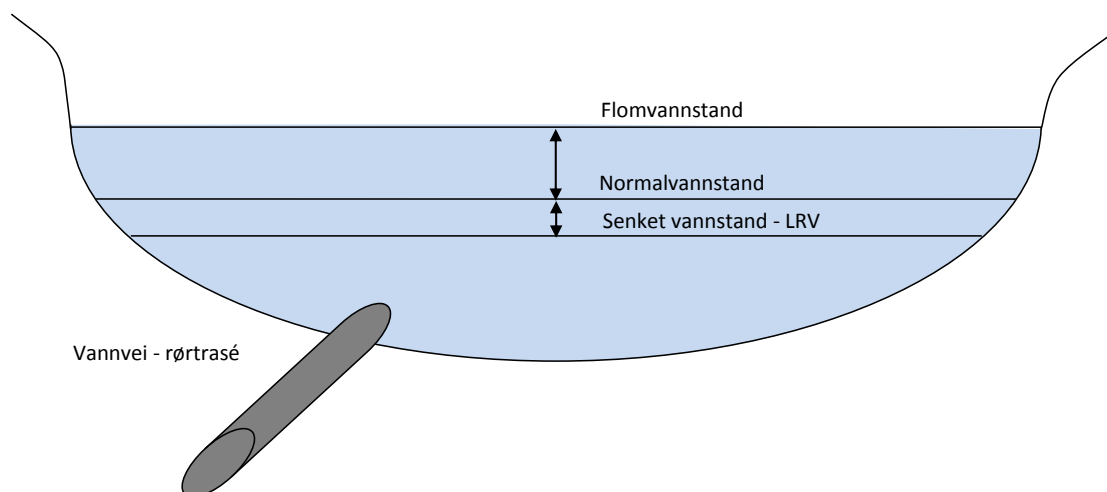 Flomvannstand
Normalvannstand
Senket vannstand - LRV
Vannvei - rørtrasé